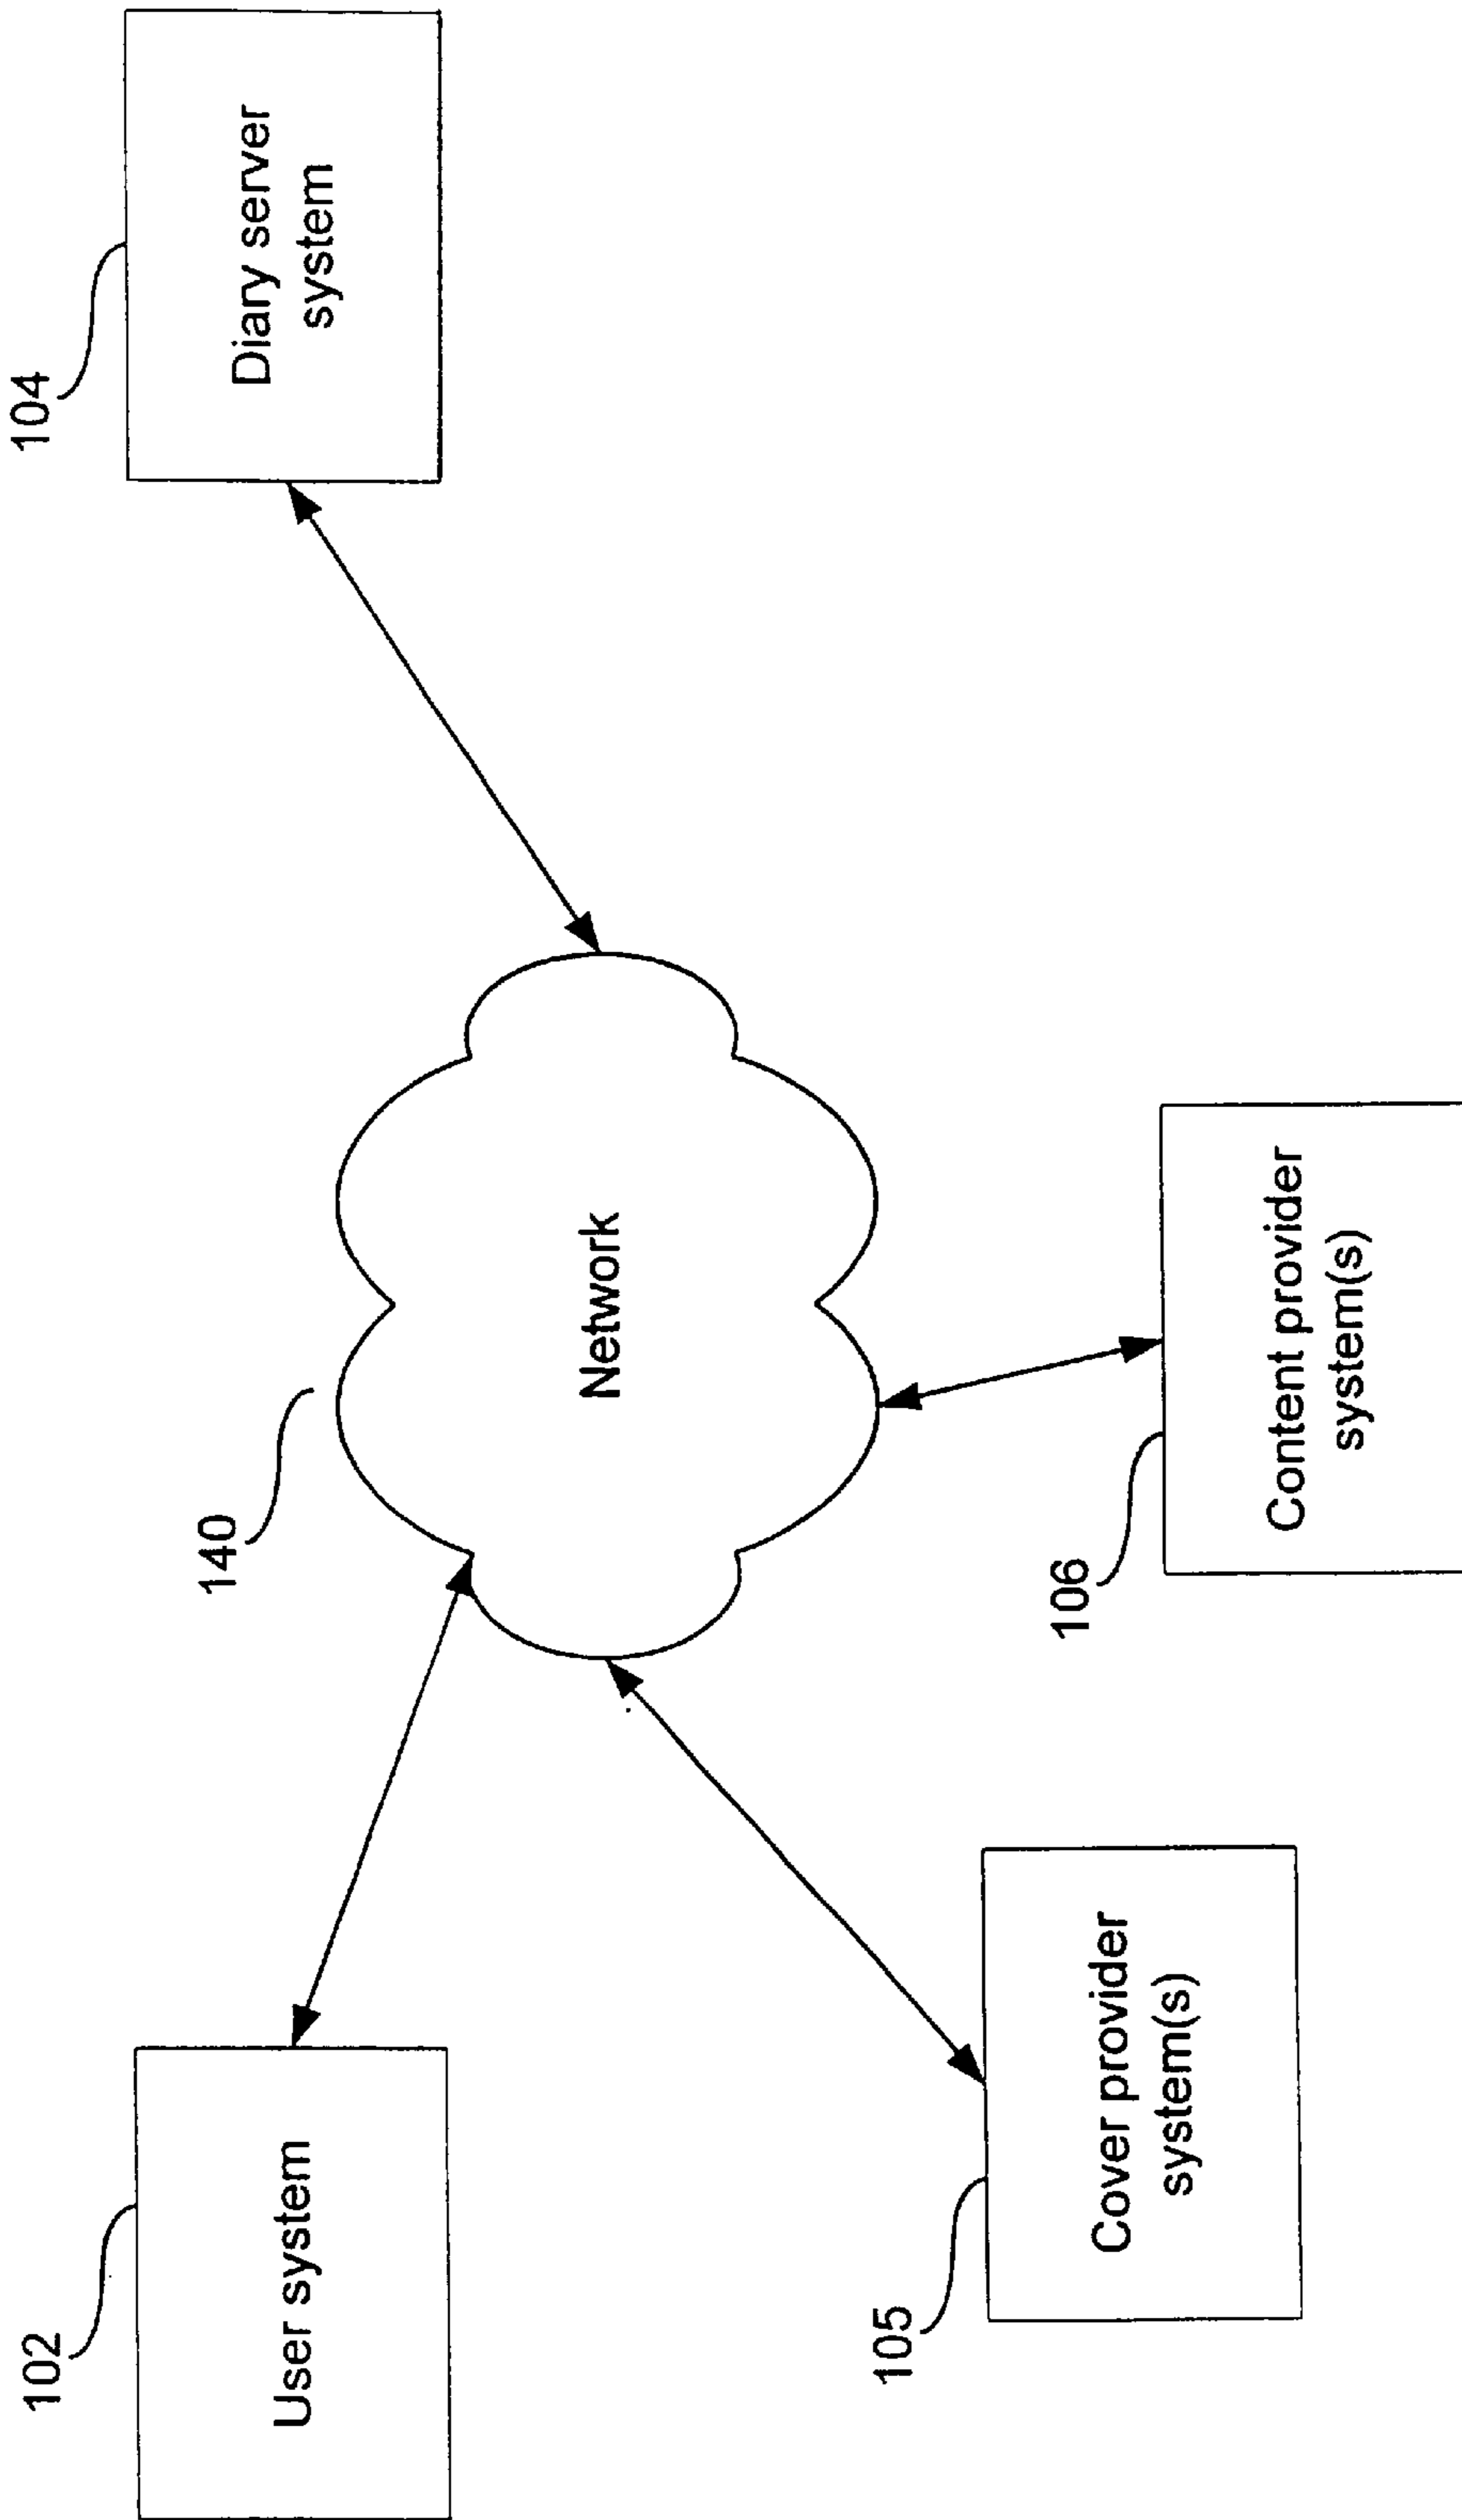 102
User system
140
Network
104
Diary server
system
105
Cover provider
system(s)
106
Content provider
system(s)